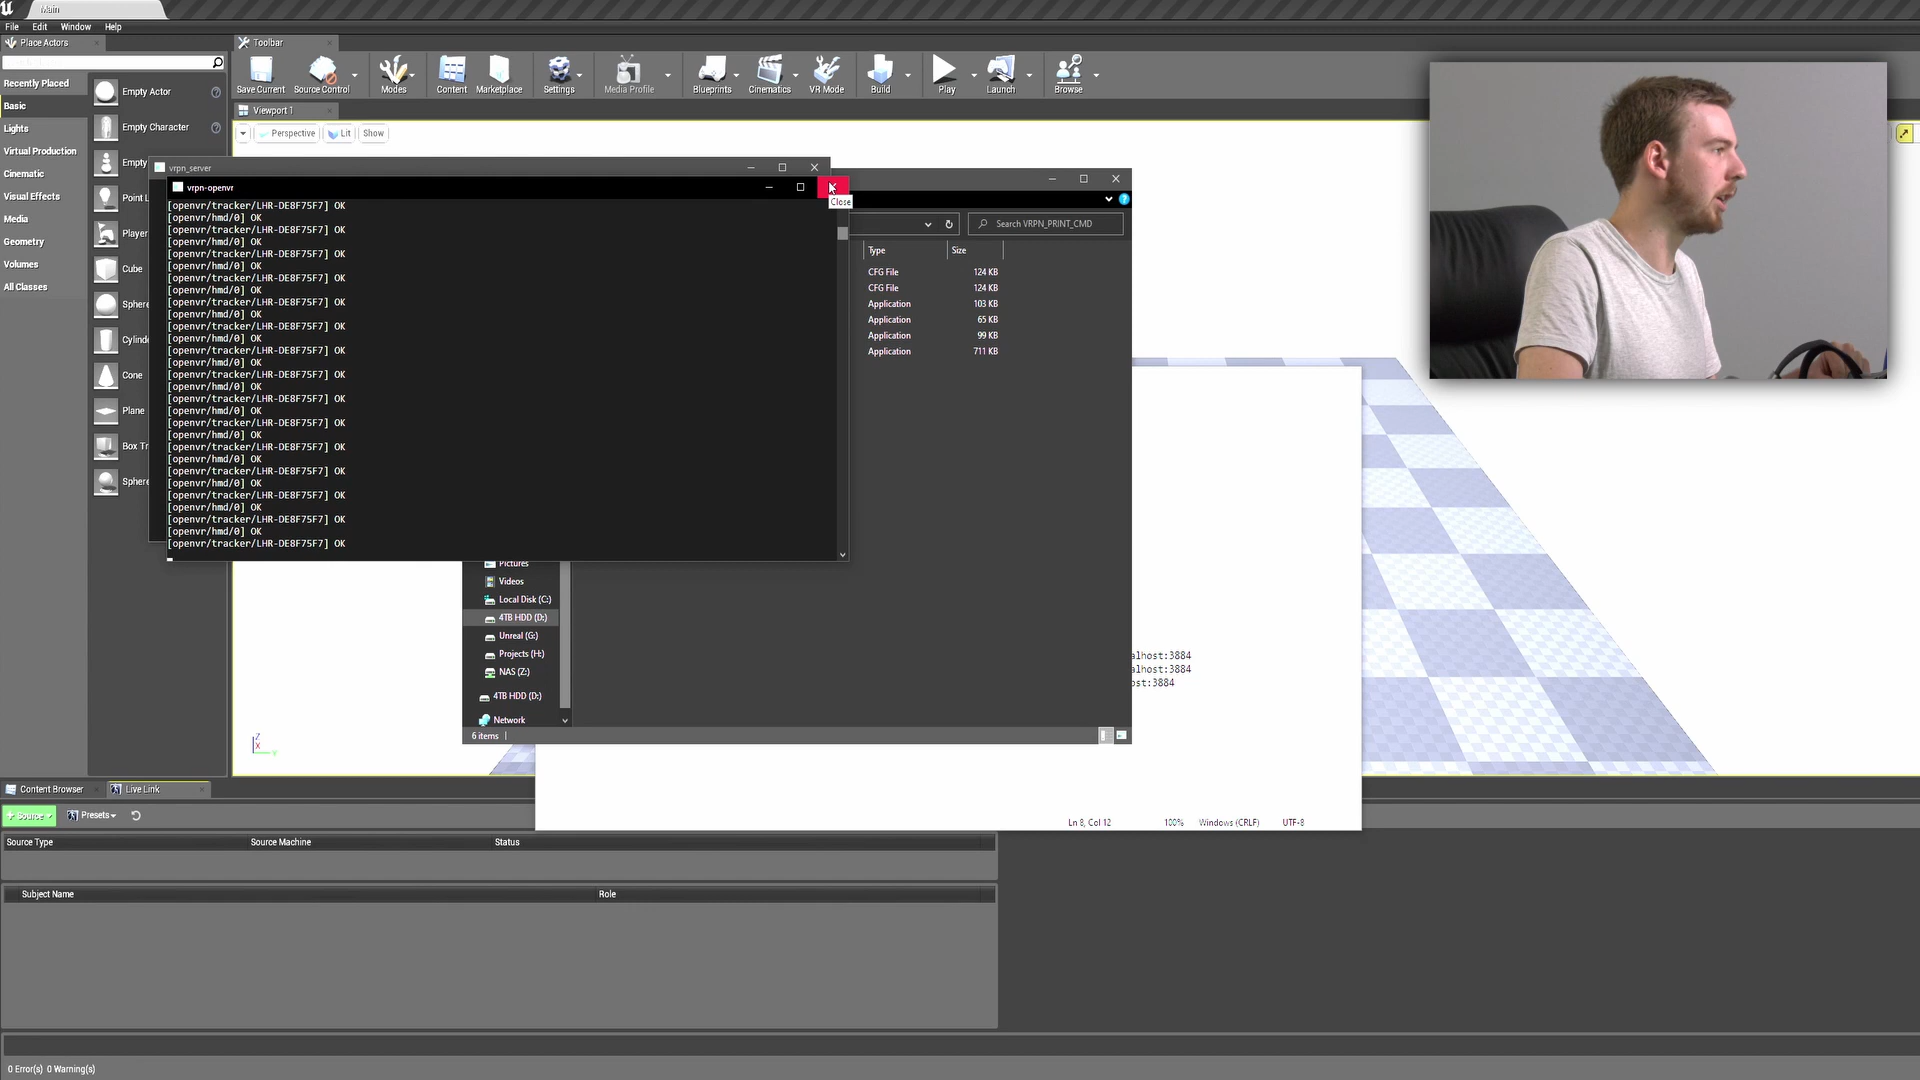 Main
File Edit Window Help
Place Actors
Toolbar
Save Current
Source Control
Modes
Content
Marketplace
Settings
Media Profile
Blueprints
Cinematics
VR Mode
Build
Play
Launch
Browse
Viewport 1
Perspective
Lit
Show
Recently Placed
Basic
Lights
Virtual Production
Cinematic
Visual Effects
Media
Geometry
Volumes
All Classes
Empty Actor
Empty Character
Empty
Point L
Player
Cube
Sphere
Cylind
Cone
Plane
Box Tr
Sphere
vrpn_server
vrpn-openvr
Close
[openvr/tracker/LHR-DE8F75F7] OK
[openvr/hmd/0] OK
[openvr/tracker/LHR-DE8F75F7] OK
[openvr/hmd/0] OK
[openvr/tracker/LHR-DE8F75F7] OK
[openvr/hmd/0] OK
[openvr/tracker/LHR-DE8F75F7] OK
[openvr/hmd/0] OK
[openvr/tracker/LHR-DE8F75F7] OK
[openvr/hmd/0] OK
[openvr/tracker/LHR-DE8F75F7] OK
[openvr/hmd/0] OK
[openvr/tracker/LHR-DE8F75F7] OK
[openvr/hmd/0] OK
[openvr/tracker/LHR-DE8F75F7] OK
[openvr/hmd/0] OK
[openvr/tracker/LHR-DE8F75F7] OK
[openvr/hmd/0] OK
[openvr/tracker/LHR-DE8F75F7] OK
[openvr/hmd/0] OK
[openvr/tracker/LHR-DE8F75F7] OK
[openvr/hmd/0] OK
[openvr/tracker/LHR-DE8F75F7] OK
[openvr/hmd/0] OK
[openvr/tracker/LHR-DE8F75F7] OK
[openvr/hmd/0] OK
[openvr/tracker/LHR-DE8F75F7] OK
[openvr/hmd/0] OK
[openvr/tracker/LHR-DE8F75F7] OK
Search VRPN_PRINT_CMD
Type Size
CFG File 124 KB
CFG File 124 KB
Application 103 KB
Application 65 KB
Application 99 KB
Application 711 KB
Pictures
Videos
Local Disk (C:)
4TB HDD (D:)
Unreal (G:)
Projects (H:)
NAS (Z:)
4TB HDD (D:)
Network
6 items
alhost:3884
alhost:3884
ost:3884
Ln 8, Col 12 100% Windows (CRLF) UTF-8
Z
X
Y
Content Browser
Live Link
+ Source
Presets
Source Type Source Machine Status
Subject Name Role
0 Error(s) 0 Warning(s)